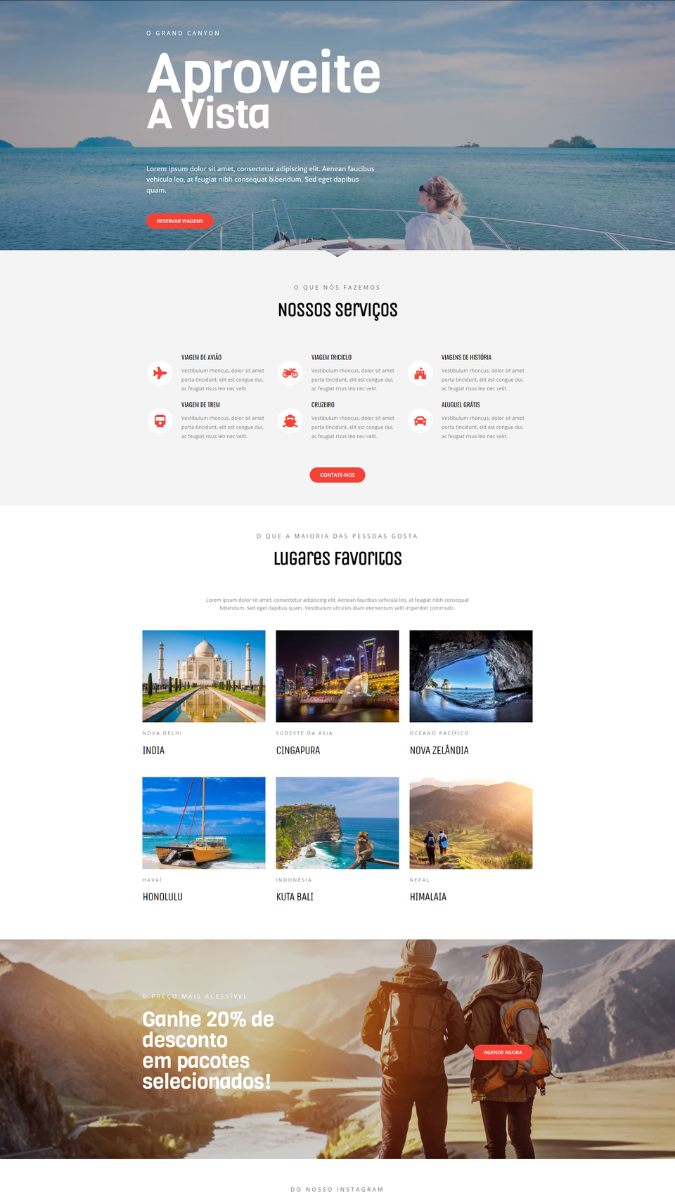 O GRAND CANYON
Aproveite
A Vista
Lorem ipsum dolor sit amet, consectetur adipiscing elit. Aenean faucibus
vehicula leo, at feugiat nibh consequat bibendum. Sed eget dapibus
quam.
RESERVAR VIAGENS
O QUE NÓS FAZEMOS
Nossos Serviços
VIAGEM DE AVIÃO
Vestibulum rhoncus, dolor sit amet
porta tincidunt, elit est congue dui,
ac feugiat risus leo nec velit.
VIAGEM TRICICLO
Vestibulum rhoncus, dolor sit amet
porta tincidunt, elit est congue dui,
ac feugiat risus leo nec velit.
VIAGENS DE HISTÓRIA
Vestibulum rhoncus, dolor sit amet
porta tincidunt, elit est congue dui,
ac feugiat risus leo nec velit.
VIAGEM DE TREM
Vestibulum rhoncus, dolor sit amet
porta tincidunt, elit est congue dui,
ac feugiat risus leo nec velit.
CRUZEIRO
Vestibulum rhoncus, dolor sit amet
porta tincidunt, elit est congue dui,
ac feugiat risus leo nec velit.
ALUGUEL GRÁTIS
Vestibulum rhoncus, dolor sit amet
porta tincidunt, elit est congue dui,
ac feugiat risus leo nec velit.
CONTATE-NOS
O QUE A MAIORIA DAS PESSOAS GOSTA
Lugares Favoritos
Lorem ipsum dolor sit amet, consectetur adipiscing elit. Aenean faucibus vehicula leo, at feugiat nibh consequat
bibendum. Sed eget dapibus quam. Vestibulum ultricies diam elementum velit imperdiet commodo.
NOVA DELHI
INDIA
SUDESTE DA ÁSIA
CINGAPURA
OCEANO PACÍFICO
NOVA ZELÂNDIA
HAVAÍ
HONOLULU
INDONÉSIA
KUTA BALI
NEPAL
HIMALAIA
O PREÇO MAIS ACESSÍVEL
Ganhe 20% de
desconto
em pacotes
selecionados!
AGENDE AGORA
DO NOSSO INSTAGRAM